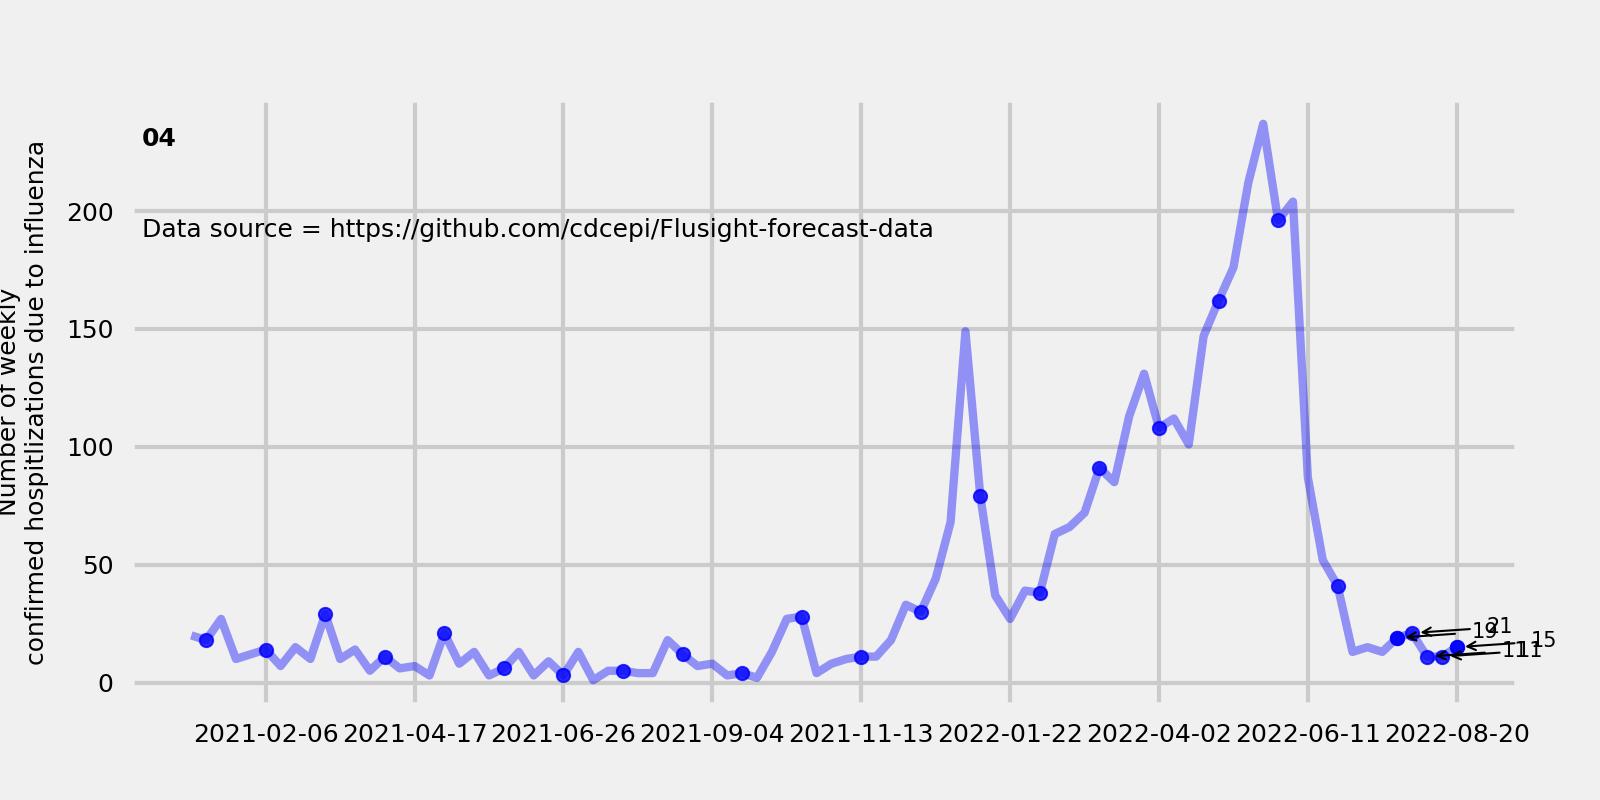 04
Data source = https://github.com/cdcepi/Flusight-forecast-data
Number of weekly
confirmed hospitlizations due to influenza
200
150
100
50
0
21
19
15
11
11
2021-02-06 2021-04-17 2021-06-26 2021-09-04 2021-11-13 2022-01-22 2022-04-02 2022-06-11 2022-08-20